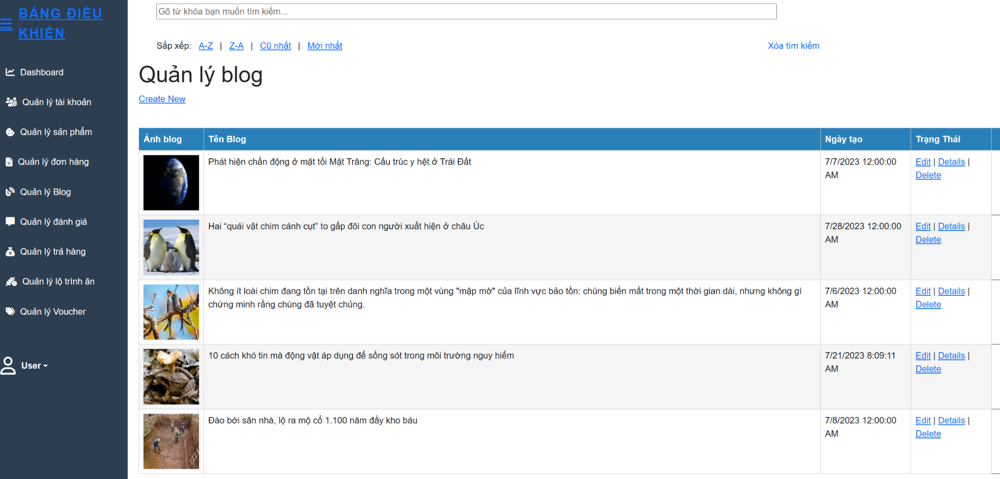 BẢNG ĐIỀU
KHIỂN
Dashboard
Quản lý tài khoản
Quản lý sản phẩm
Quản lý đơn hàng
Quản lý Blog
Quản lý đánh giá
Quản lý trả hàng
Quản lý lộ trình ăn
Quản lý Voucher
User
Gõ từ khóa bạn muốn tìm kiếm...
Sắp xếp: A-Z | Z-A | Cũ nhất | Mới nhất
Xóa tìm kiếm
Quản lý blog
Create New
Ảnh blog Tên Blog Ngày tạo Trạng Thái
Phát hiện chấn động ở mặt tối Mặt Trăng: Cấu trúc y hệt ở Trái Đất
7/7/2023 12:00:00
AM
Edit | Details |
Delete
Hai “quái vật chim cánh cụt” to gấp đôi con người xuất hiện ở châu Úc
7/28/2023 12:00:00
AM
Edit | Details |
Delete
Không ít loài chim đang tồn tại trên danh nghĩa trong một vùng "mập mờ" của lĩnh vực bảo tồn: chúng biến mất trong một thời gian dài, nhưng không gì
chứng minh rằng chúng đã tuyệt chủng.
7/6/2023 12:00:00
AM
Edit | Details |
Delete
10 cách khó tin mà động vật áp dụng để sống sót trong môi trường nguy hiểm
7/21/2023 8:09:11
AM
Edit | Details |
Delete
Đào bới sân nhà, lộ ra mộ cổ 1.100 năm đầy kho báu
7/8/2023 12:00:00
AM
Edit | Details |
Delete